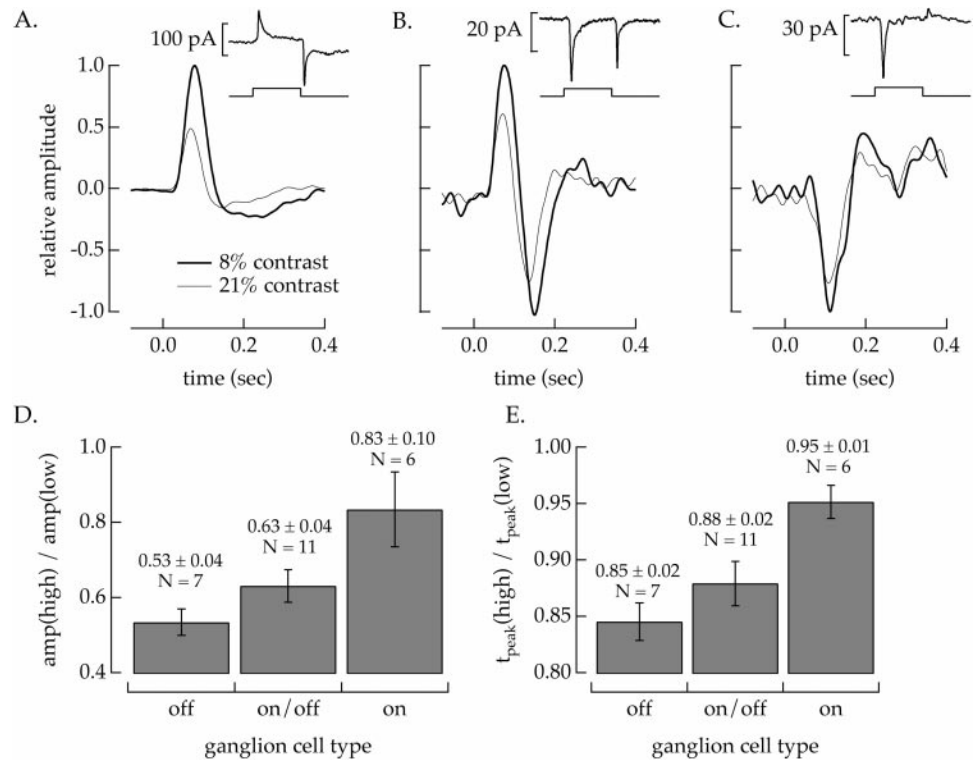 A.
100 pA
1.0
0.5
0.0
-0.5
-1.0
relative amplitude
8% contrast
21% contrast
0.0
0.2
0.4
time (sec)
B.
20 pA
0.0
0.2
0.4
time (sec)
C.
30 pA
0.0
0.2
0.4
time (sec)
D.
amp(high) / amp(low)
1.0
0.8
0.6
0.4
0.53 ± 0.04
N = 7
0.63 ± 0.04
N = 11
0.83 ± 0.10
N = 6
off
on/off
on
ganglion cell type
E.
tpeak(high) / tpeak(low)
1.00
0.95
0.90
0.85
0.80
0.85 ± 0.02
N = 7
0.88 ± 0.02
N = 11
0.95 ± 0.01
N = 6
off
on/off
on
ganglion cell type